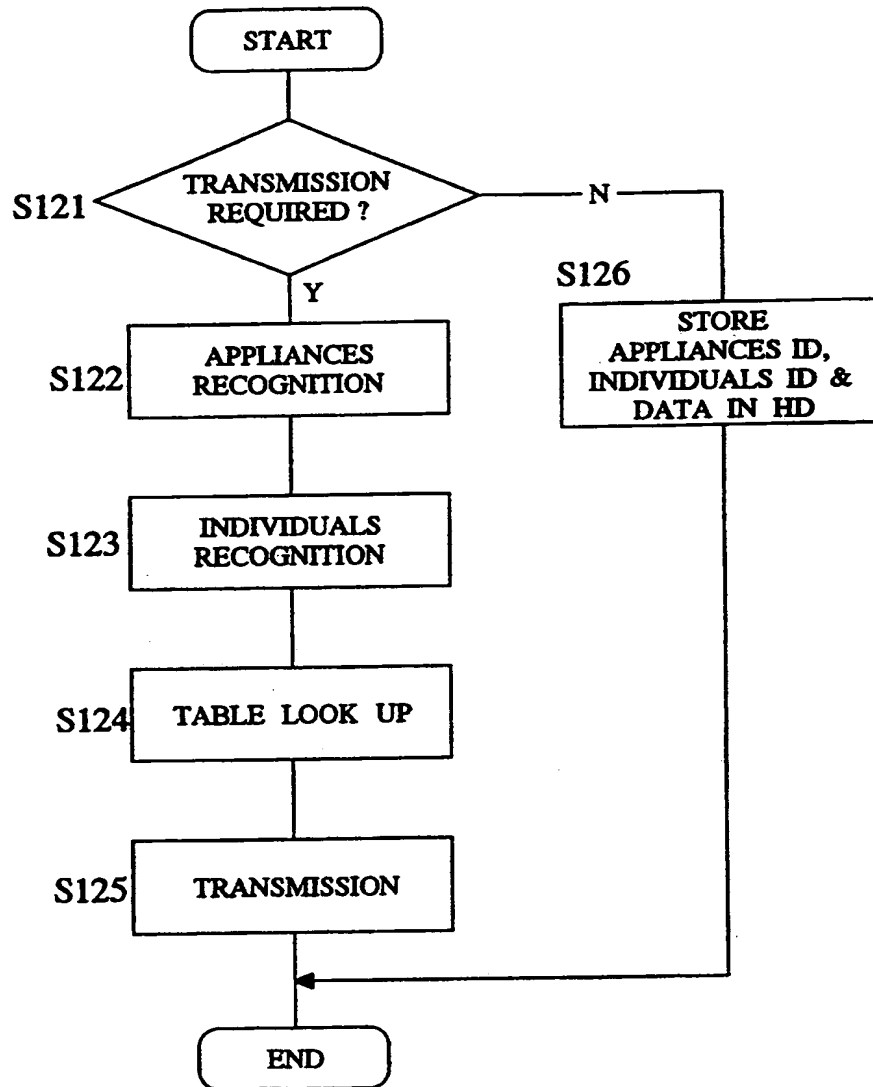 START
S121
TRANSMISSION
REQUIRED ?
N
Y
S126
STORE
APPLIANCES ID,
INDIVIDUALS ID &
DATA IN HD
S122
APPLIANCES
RECOGNITION
S123
INDIVIDUALS
RECOGNITION
S124
TABLE LOOK UP
S125
TRANSMISSION
END